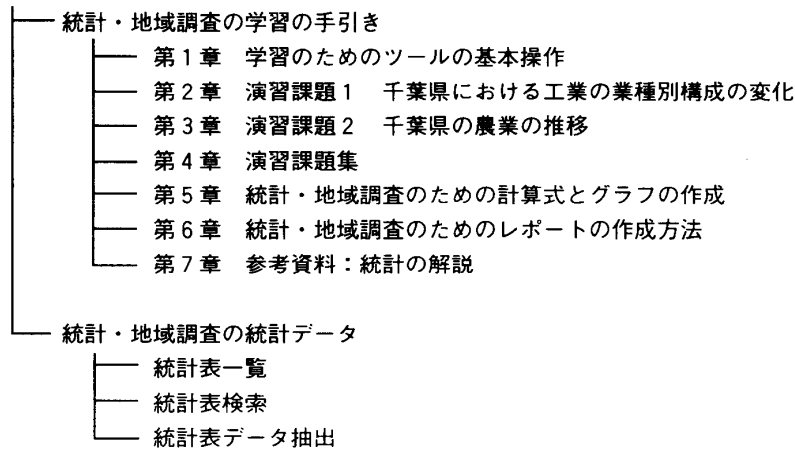 統計・地域調査の学習の手引き
第1章 学習のためのツールの基本操作
第2章 演習課題1 千葉県における工業の業種別構成の変化
第3章 演習課題2 千葉県の農業の推移
第4章 演習課題集
第5章 統計・地域調査のための計算式とグラフの作成
第6章 統計・地域調査のためのレポートの作成方法
第7章 参考資料：統計の解説
統計・地域調査の統計データ
統計表一覧
統計表検索
統計表データ抽出